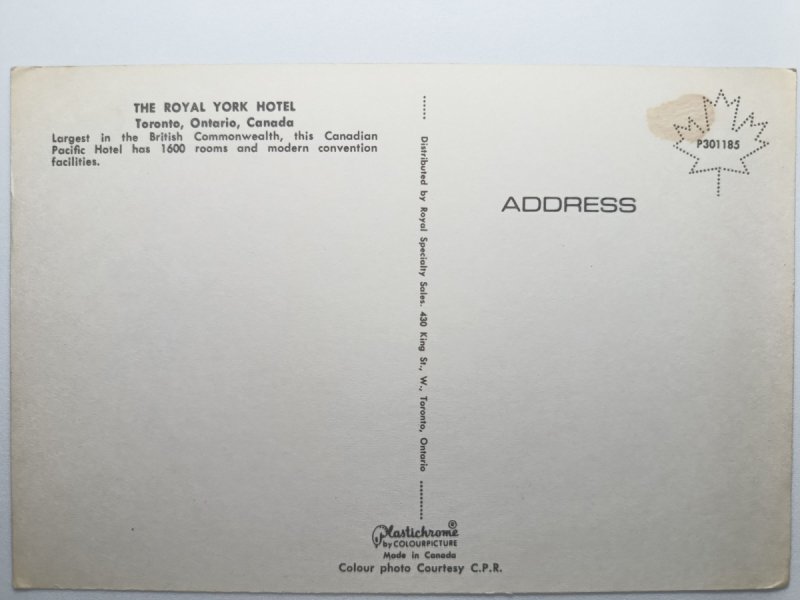 THE ROYAL YORK HOTEL
Toronto, Ontario, Canada
Largest in the British Commonwealth, this Canadian
Pacific Hotel has 1600 rooms and modern convention
facilities.
Distributed by Royal Specialty Sales. 430 King St., W., Toronto, Ontario
P301185
ADDRESS
Plastichrome®
by COLOURPICTURE
Made in Canada
Colour photo Courtesy C.P.R.